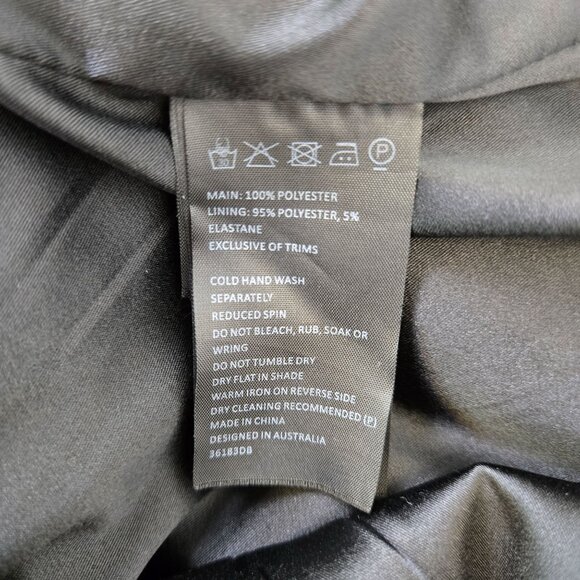 P
MAIN: 100% POLYESTER
LINING: 95% POLYESTER, 5%
ELASTANE
EXCLUSIVE OF TRIMS
COLD HAND WASH
SEPARATELY
REDUCED SPIN
DO NOT BLEACH, RUB, SOAK OR
WRING
DO NOT TUMBLE DRY
DRY FLAT IN SHADE
WARM IRON ON REVERSE SIDE
DRY CLEANING RECOMMENDED (P)
MADE IN CHINA
DESIGNED IN AUSTRALIA
36183DB